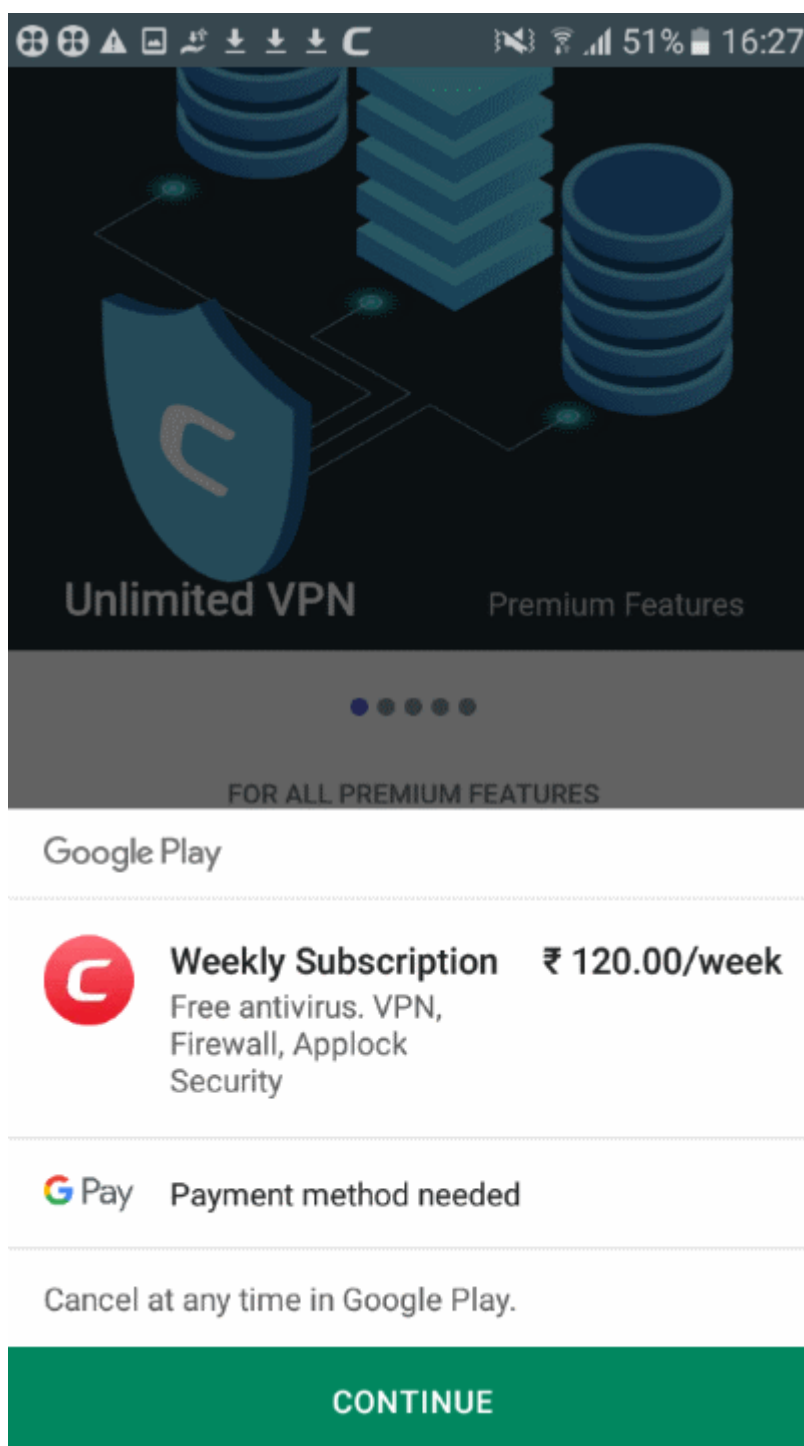 51% 16:27
Unlimited VPN Premium Features
FOR ALL PREMIUM FEATURES
Google Play
Weekly Subscription ₹ 120.00/week
Free antivirus. VPN,
Firewall, Applock
Security
G Pay Payment method needed
Cancel at any time in Google Play.
CONTINUE